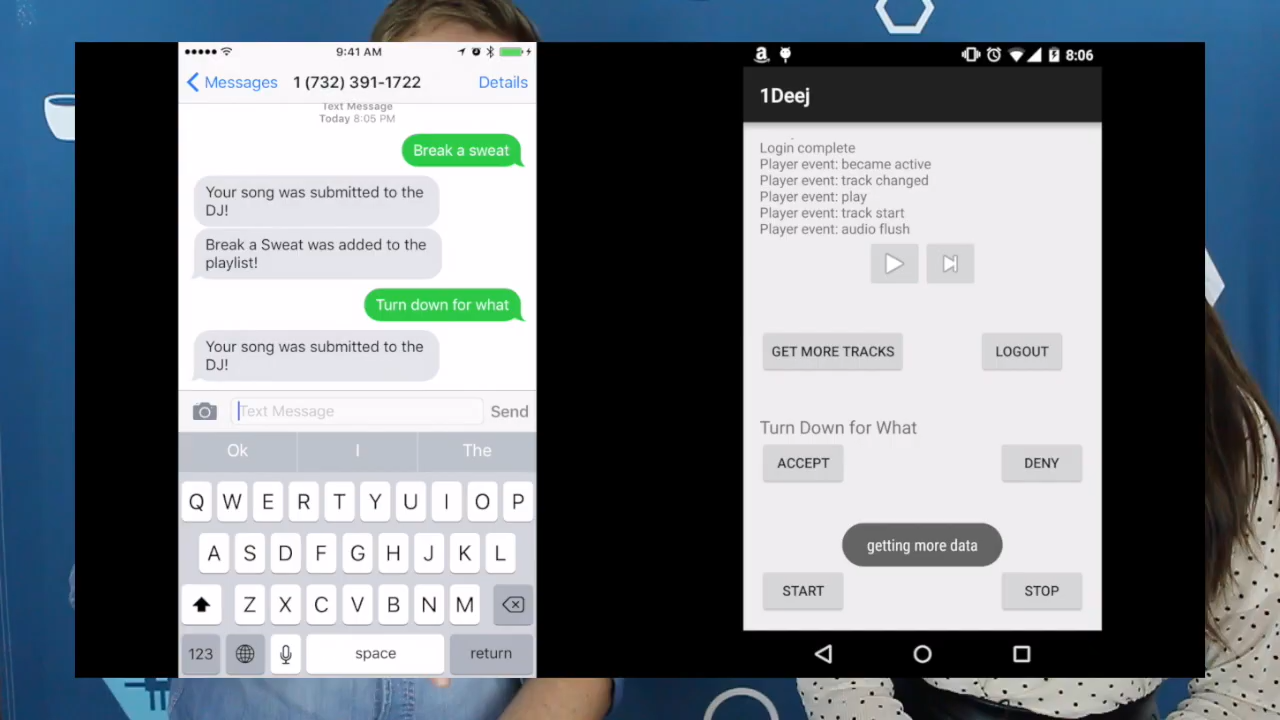 9:41 AM
Messages 1 (732) 391-1722 Details
Text Message
Today 8:05 PM
Break a sweat
Your song was submitted to the
DJ!
Break a Sweat was added to the
playlist!
Turn down for what
Your song was submitted to the
DJ!
Text Message Send
Ok I The
Q W E R T Y U I O P
A S D F G H J K L
Z X C V B N M
123 space return
a 8:06
1Deej
Login complete
Player event: became active
Player event: track changed
Player event: play
Player event: track start
Player event: audio flush
GET MORE TRACKS LOGOUT
Turn Down for What
ACCEPT DENY
getting more data
START STOP